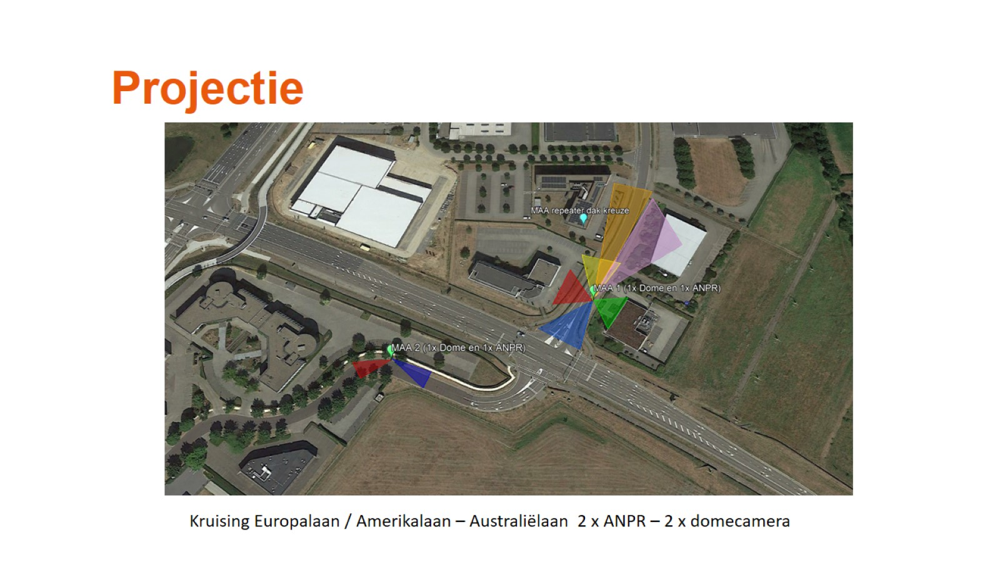 Projectie
MAA repeater dak kreuze
MAA 1 (1x Dome en 1x ANPR)
MAA 2 (1x Dome en 1x ANPR)
Kruising Europalaan / Amerikalaan – Australiëlaan  2 x ANPR – 2 x domecamera